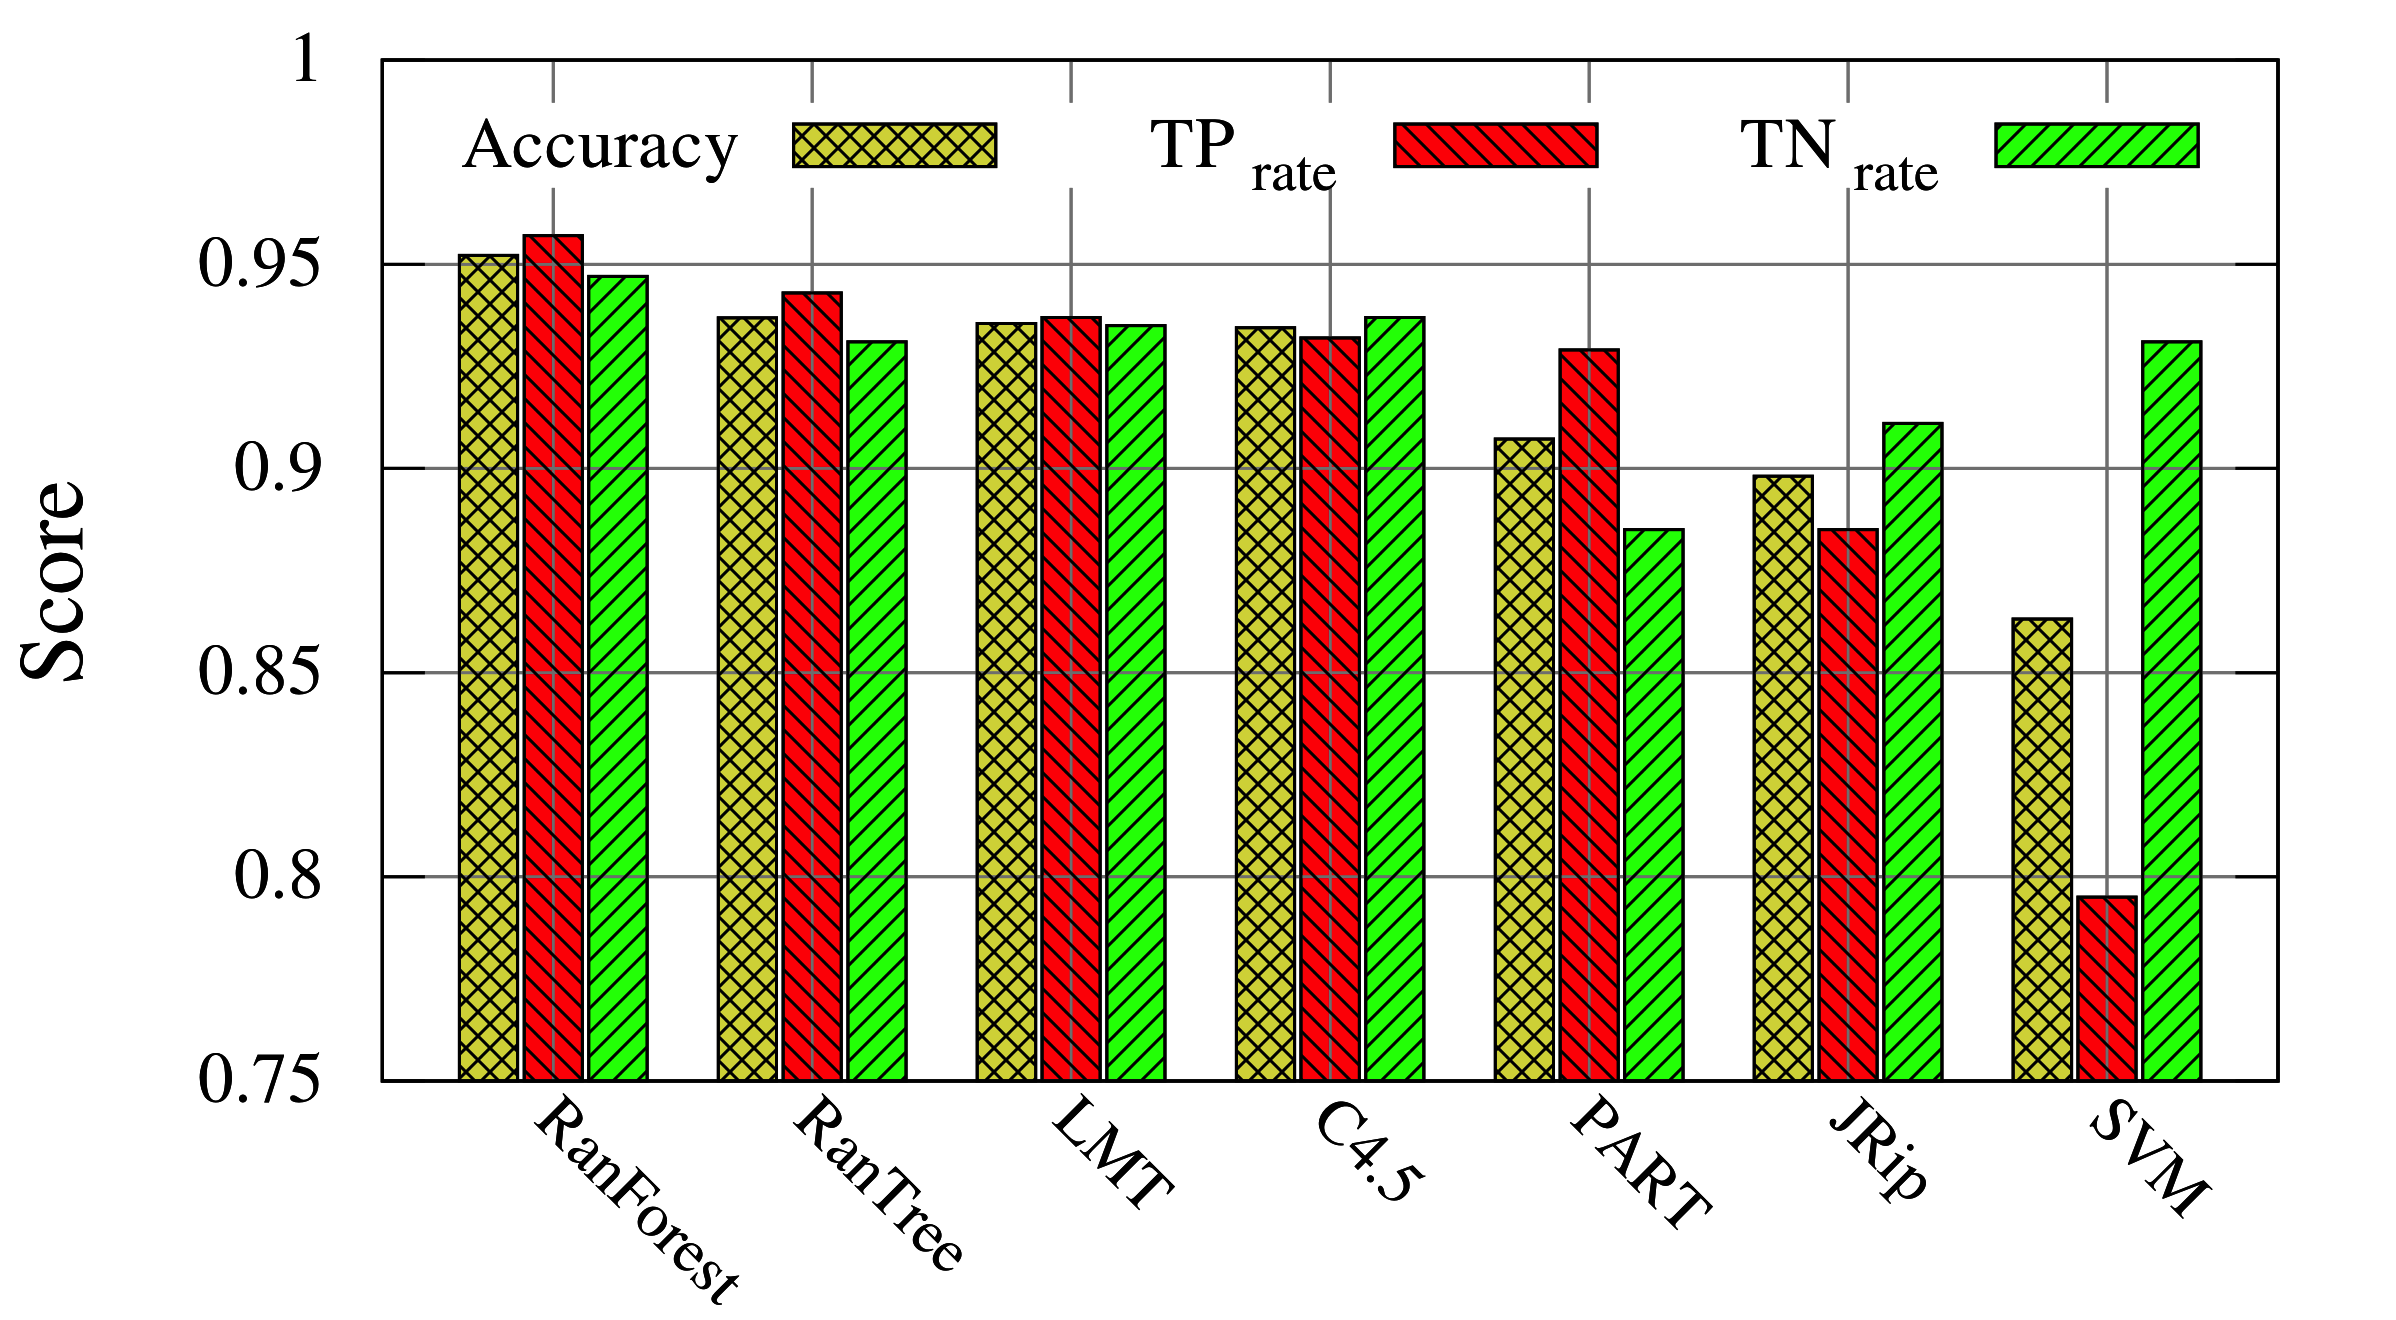 1
0.95
0.9
0.85
0.8
0.75
Score
Accuracy
TP rate
TN rate
RanForest
RanTree
LMT
C4.5
PART
JRip
SVM